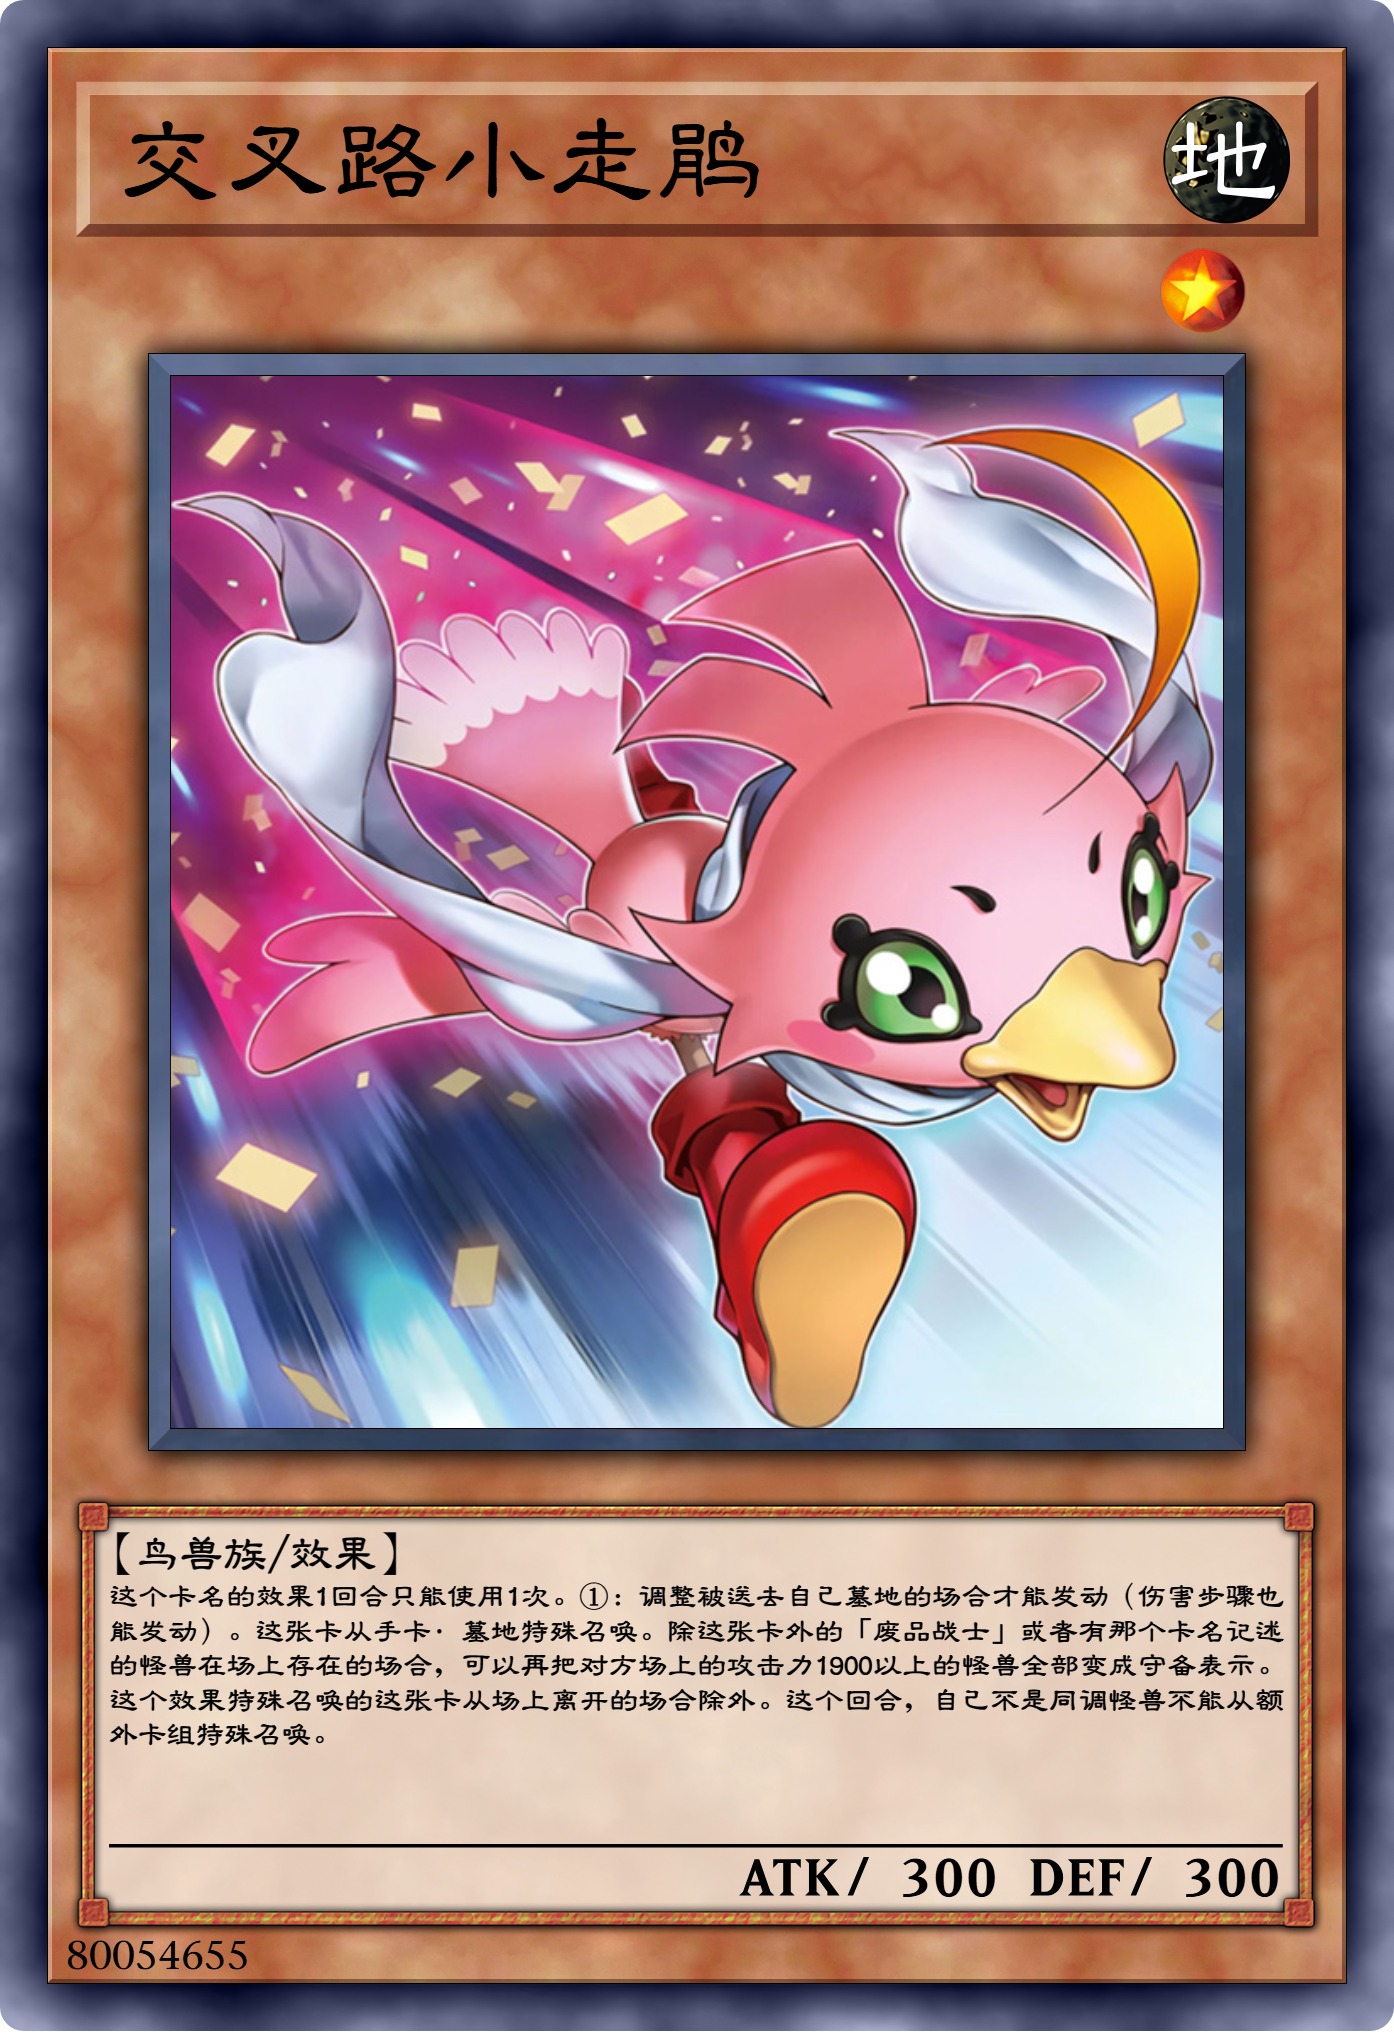 交叉路小走鹃
地
【鸟兽族/效果】
这个卡名的效果1回合只能使用1次。①：调整被送去自己墓地的场合才能发动（伤害步骤也
能发动）。这张卡从手卡·墓地特殊召唤。除这张卡外的「废品战士」或者有那个卡名记述
的怪兽在场上存在的场合，可以再把对方场上的攻击力1900以上的怪兽全部变成守备表示。
这个效果特殊召唤的这张卡从场上离开的场合除外。这个回合，自己不是同调怪兽不能从额
外卡组特殊召唤。
ATK/ 300 DEF/ 300
80054655